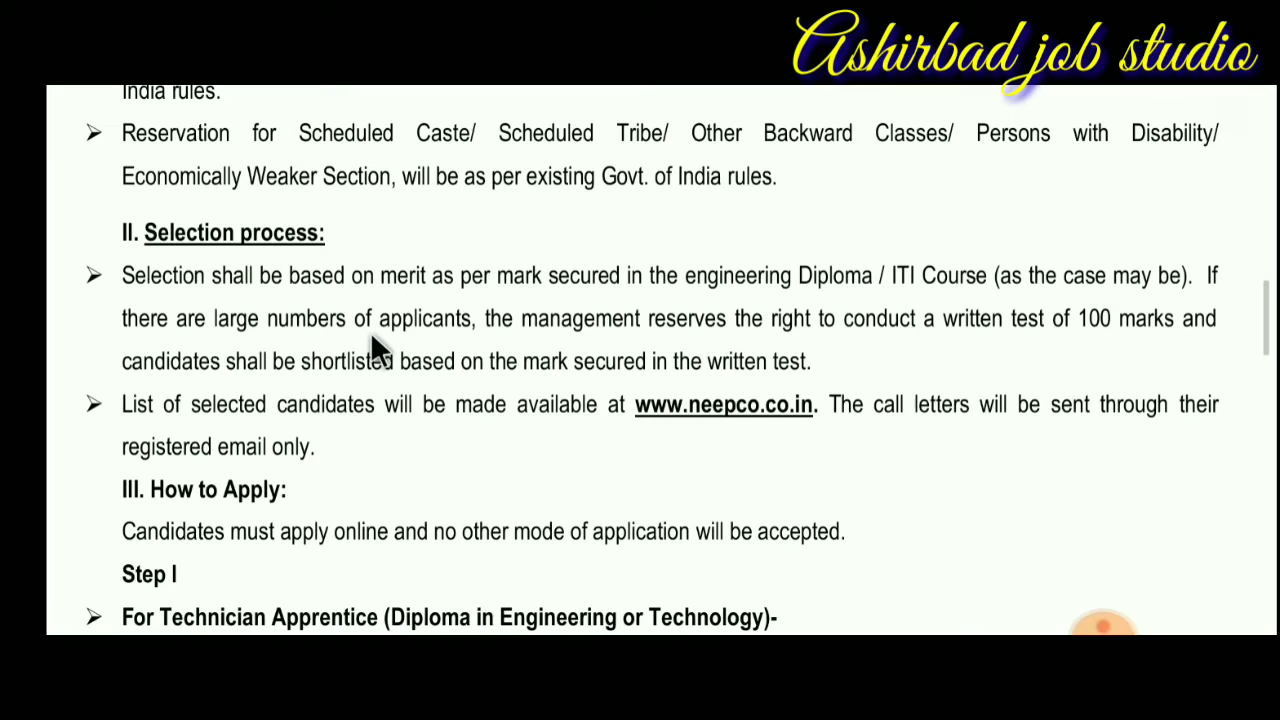 Ashirbad job studio
India rules.
➢ Reservation for Scheduled Caste/ Scheduled Tribe/ Other Backward Classes/ Persons with Disability/
Economically Weaker Section, will be as per existing Govt. of India rules.
II. Selection process:
➢ Selection shall be based on merit as per mark secured in the engineering Diploma / ITI Course (as the case may be). If
there are large numbers of applicants, the management reserves the right to conduct a written test of 100 marks and
candidates shall be shortlisted based on the mark secured in the written test.
➢ List of selected candidates will be made available at www.neepco.co.in. The call letters will be sent through their
registered email only.
III. How to Apply:
Candidates must apply online and no other mode of application will be accepted.
Step I
➢ For Technician Apprentice (Diploma in Engineering or Technology)-